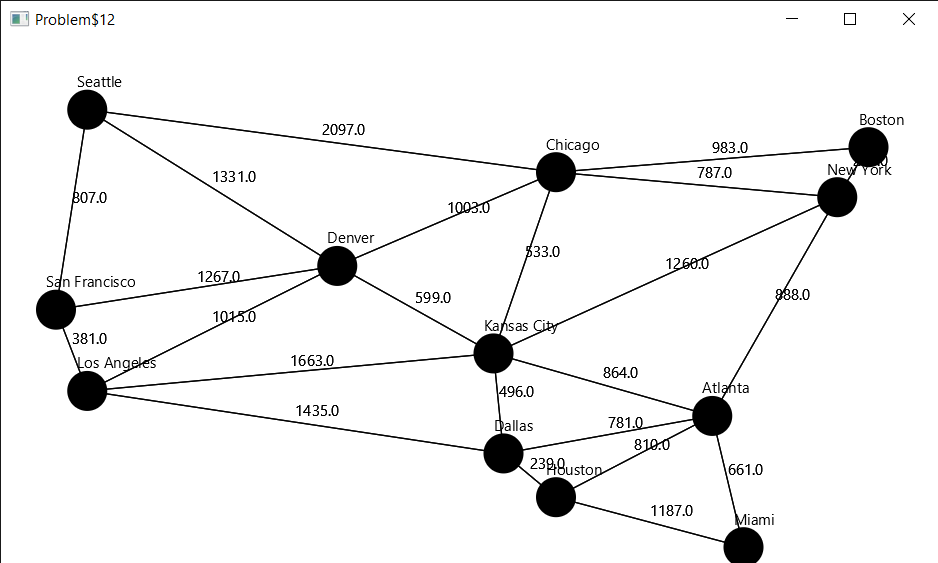 Problem$12
Seattle
Boston
2097.0
Chicago
983.0
New York
787.0
1331.0
807.0
1003.0
Denver
533.0
1260.0
San Francisco
1267.0
599.0
888.0
1015.0
Kansas City
381.0
Los Angeles
1663.0
864.0
496.0
Atlanta
1435.0
Dallas
781.0
810.0
239.0
Houston
661.0
1187.0
Miami